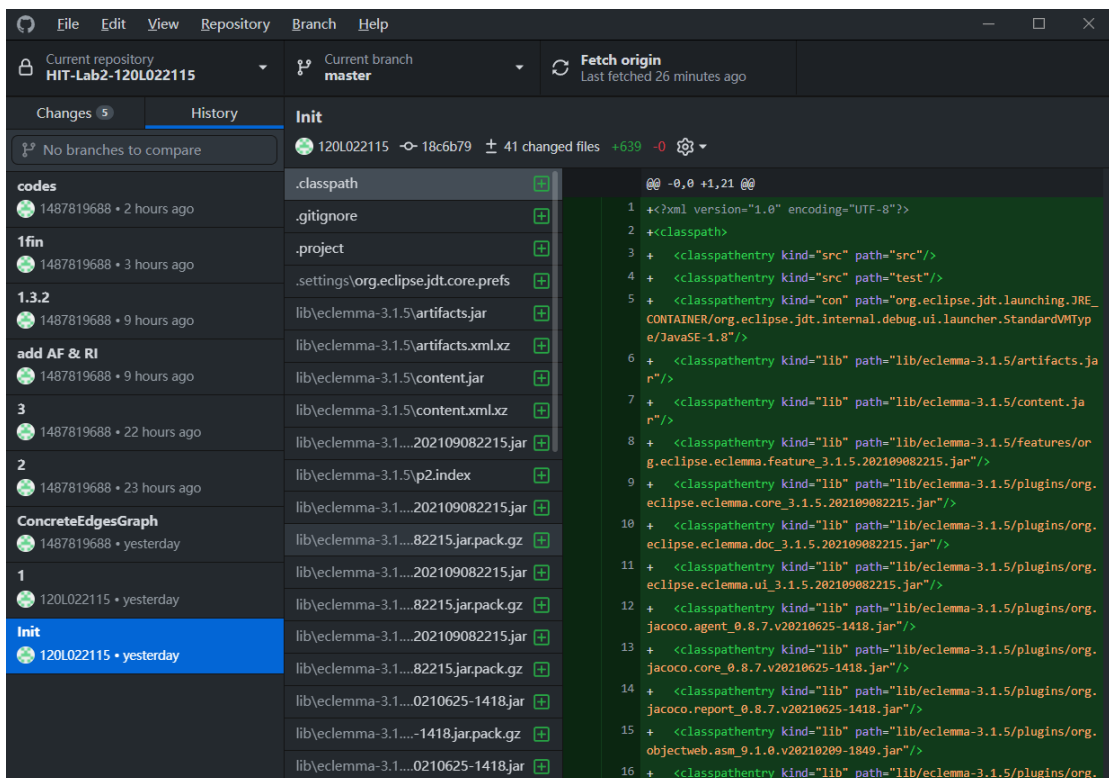 File Edit View Repository Branch Help
Current repository
HIT-Lab2-120L022115
Current branch
master
Fetch origin
Last fetched 26 minutes ago
Changes 5 History
No branches to compare
codes
1487819688 • 2 hours ago
1fin
1487819688 • 3 hours ago
1.3.2
1487819688 • 9 hours ago
add AF & RI
1487819688 • 9 hours ago
3
1487819688 • 22 hours ago
2
1487819688 • 23 hours ago
ConcreteEdgesGraph
1487819688 • yesterday
1
120L022115 • yesterday
Init
120L022115 • yesterday
Init
120L022115 18c6b79 41 changed files +639 -0
.classpath
.gitignore
.project
.settings\org.eclipse.jdt.core.prefs
lib\eclemma-3.1.5\artifacts.jar
lib\eclemma-3.1.5\artifacts.xml.xz
lib\eclemma-3.1.5\content.jar
lib\eclemma-3.1.5\content.xml.xz
lib\eclemma-3.1....202109082215.jar
lib\eclemma-3.1.5\p2.index
lib\eclemma-3.1....202109082215.jar
lib\eclemma-3.1....82215.jar.pack.gz
lib\eclemma-3.1....202109082215.jar
lib\eclemma-3.1....82215.jar.pack.gz
lib\eclemma-3.1....202109082215.jar
lib\eclemma-3.1....82215.jar.pack.gz
lib\eclemma-3.1....0210625-1418.jar
lib\eclemma-3.1....-1418.jar.pack.gz
lib\eclemma-3.1....0210625-1418.jar
@@ -0,0 +1,21 @@
1 +<?xml version="1.0" encoding="UTF-8"?>
2 +<classpath>
3 + <classpathentry kind="src" path="src"/>
4 + <classpathentry kind="src" path="test"/>
5 + <classpathentry kind="con" path="org.eclipse.jdt.launching.JRE_
CONTAINER/org.eclipse.jdt.internal.debug.ui.launcher.StandardVMTyp
e/JavaSE-1.8"/>
6 + <classpathentry kind="lib" path="lib/eclemma-3.1.5/artifacts.ja
r"/>
7 + <classpathentry kind="lib" path="lib/eclemma-3.1.5/content.ja
r"/>
8 + <classpathentry kind="lib" path="lib/eclemma-3.1.5/features/or
g.eclipse.eclemma.feature_3.1.5.202109082215.jar"/>
9 + <classpathentry kind="lib" path="lib/eclemma-3.1.5/plugins/org.
eclipse.eclemma.core_3.1.5.202109082215.jar"/>
10 + <classpathentry kind="lib" path="lib/eclemma-3.1.5/plugins/org.
eclipse.eclemma.doc_3.1.5.202109082215.jar"/>
11 + <classpathentry kind="lib" path="lib/eclemma-3.1.5/plugins/org.
eclipse.eclemma.ui_3.1.5.202109082215.jar"/>
12 + <classpathentry kind="lib" path="lib/eclemma-3.1.5/plugins/org.
jacoco.agent_0.8.7.v20210625-1418.jar"/>
13 + <classpathentry kind="lib" path="lib/eclemma-3.1.5/plugins/org.
jacoco.core_0.8.7.v20210625-1418.jar"/>
14 + <classpathentry kind="lib" path="lib/eclemma-3.1.5/plugins/org.
jacoco.report_0.8.7.v20210625-1418.jar"/>
15 + <classpathentry kind="lib" path="lib/eclemma-3.1.5/plugins/org.
objectweb.asm_9.1.0.v20210209-1849.jar"/>
16 + <classpathentry kind="lib" path="lib/eclemma-3.1.5/plugins/org.